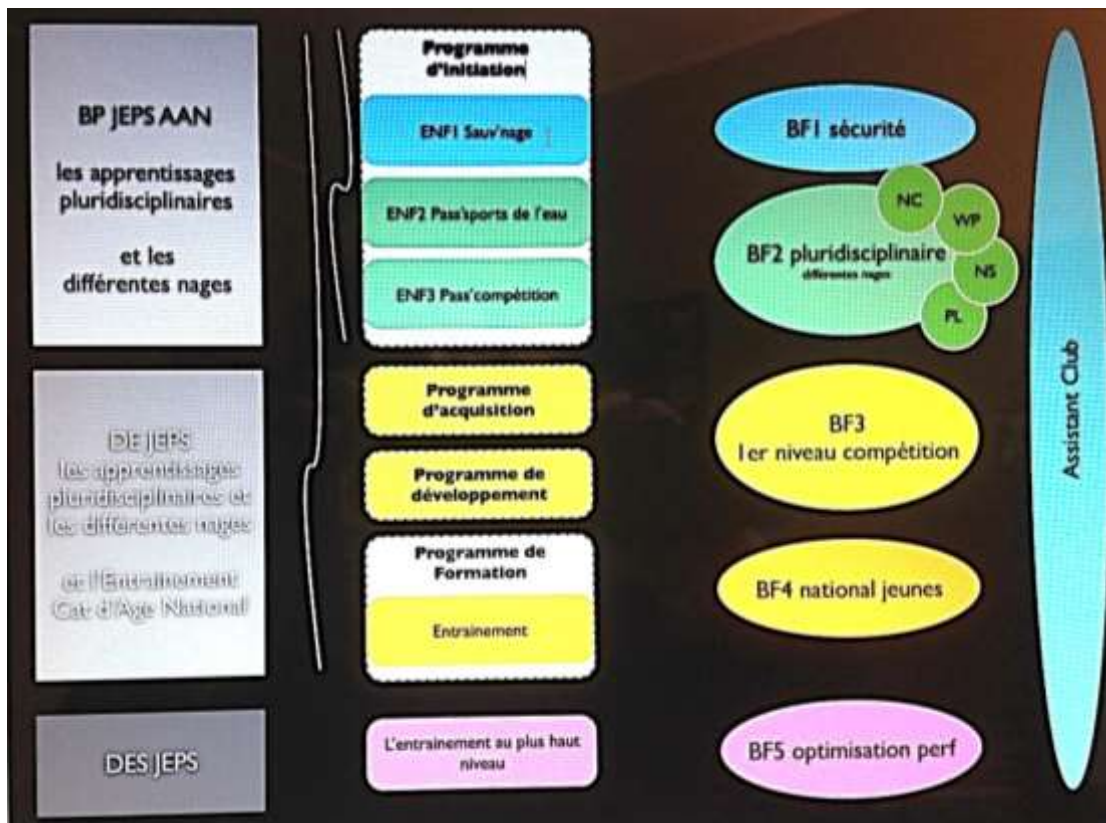 BP JEPS AAN
les apprentissages
pluridisciplinaires
et les
différentes nages
DE JEPS
les apprentissages
pluridisciplinaires et
les différentes nages
et l'Entrainement
Cat d'Age National
DES JEPS
Programme
d'initiation
ENF1 Sauv'nage
ENF2 Pass'sports de l'eau
ENF3 Pass'compétition
Programme
d'acquisition
Programme de
développement
Programme de
Formation
Entrainement
L'entrainement au plus haut
niveau
BF1 sécurité
BF2 pluridisciplinaire
différentes nages
NC
WP
NS
PL
BF3
1er niveau compétition
BF4 national jeunes
BF5 optimisation perf
Assistant Club